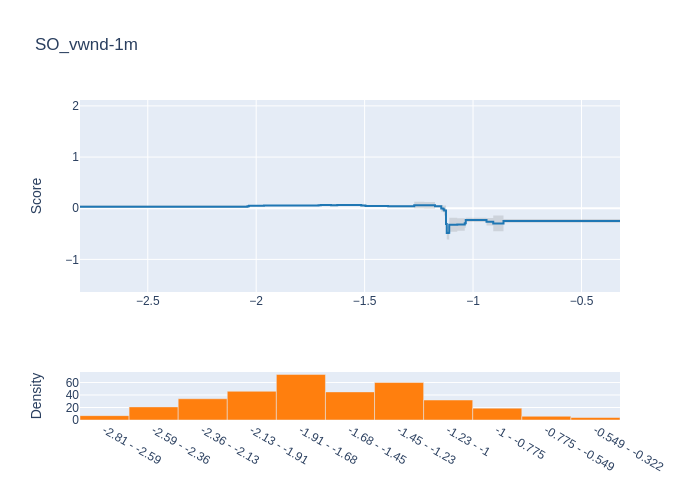 SO_vwnd-1m
Score
2
1
0
−1
−2.5
−2
−1.5
−1
−0.5
Density
60
40
20
0
-2.81 - -2.59
-2.59 - -2.36
-2.36 - -2.13
-2.13 - -1.91
-1.91 - -1.68
-1.68 - -1.45
-1.45 - -1.23
-1.23 - -1
-1 - -0.775
-0.775 - -0.549
-0.549 - -0.322